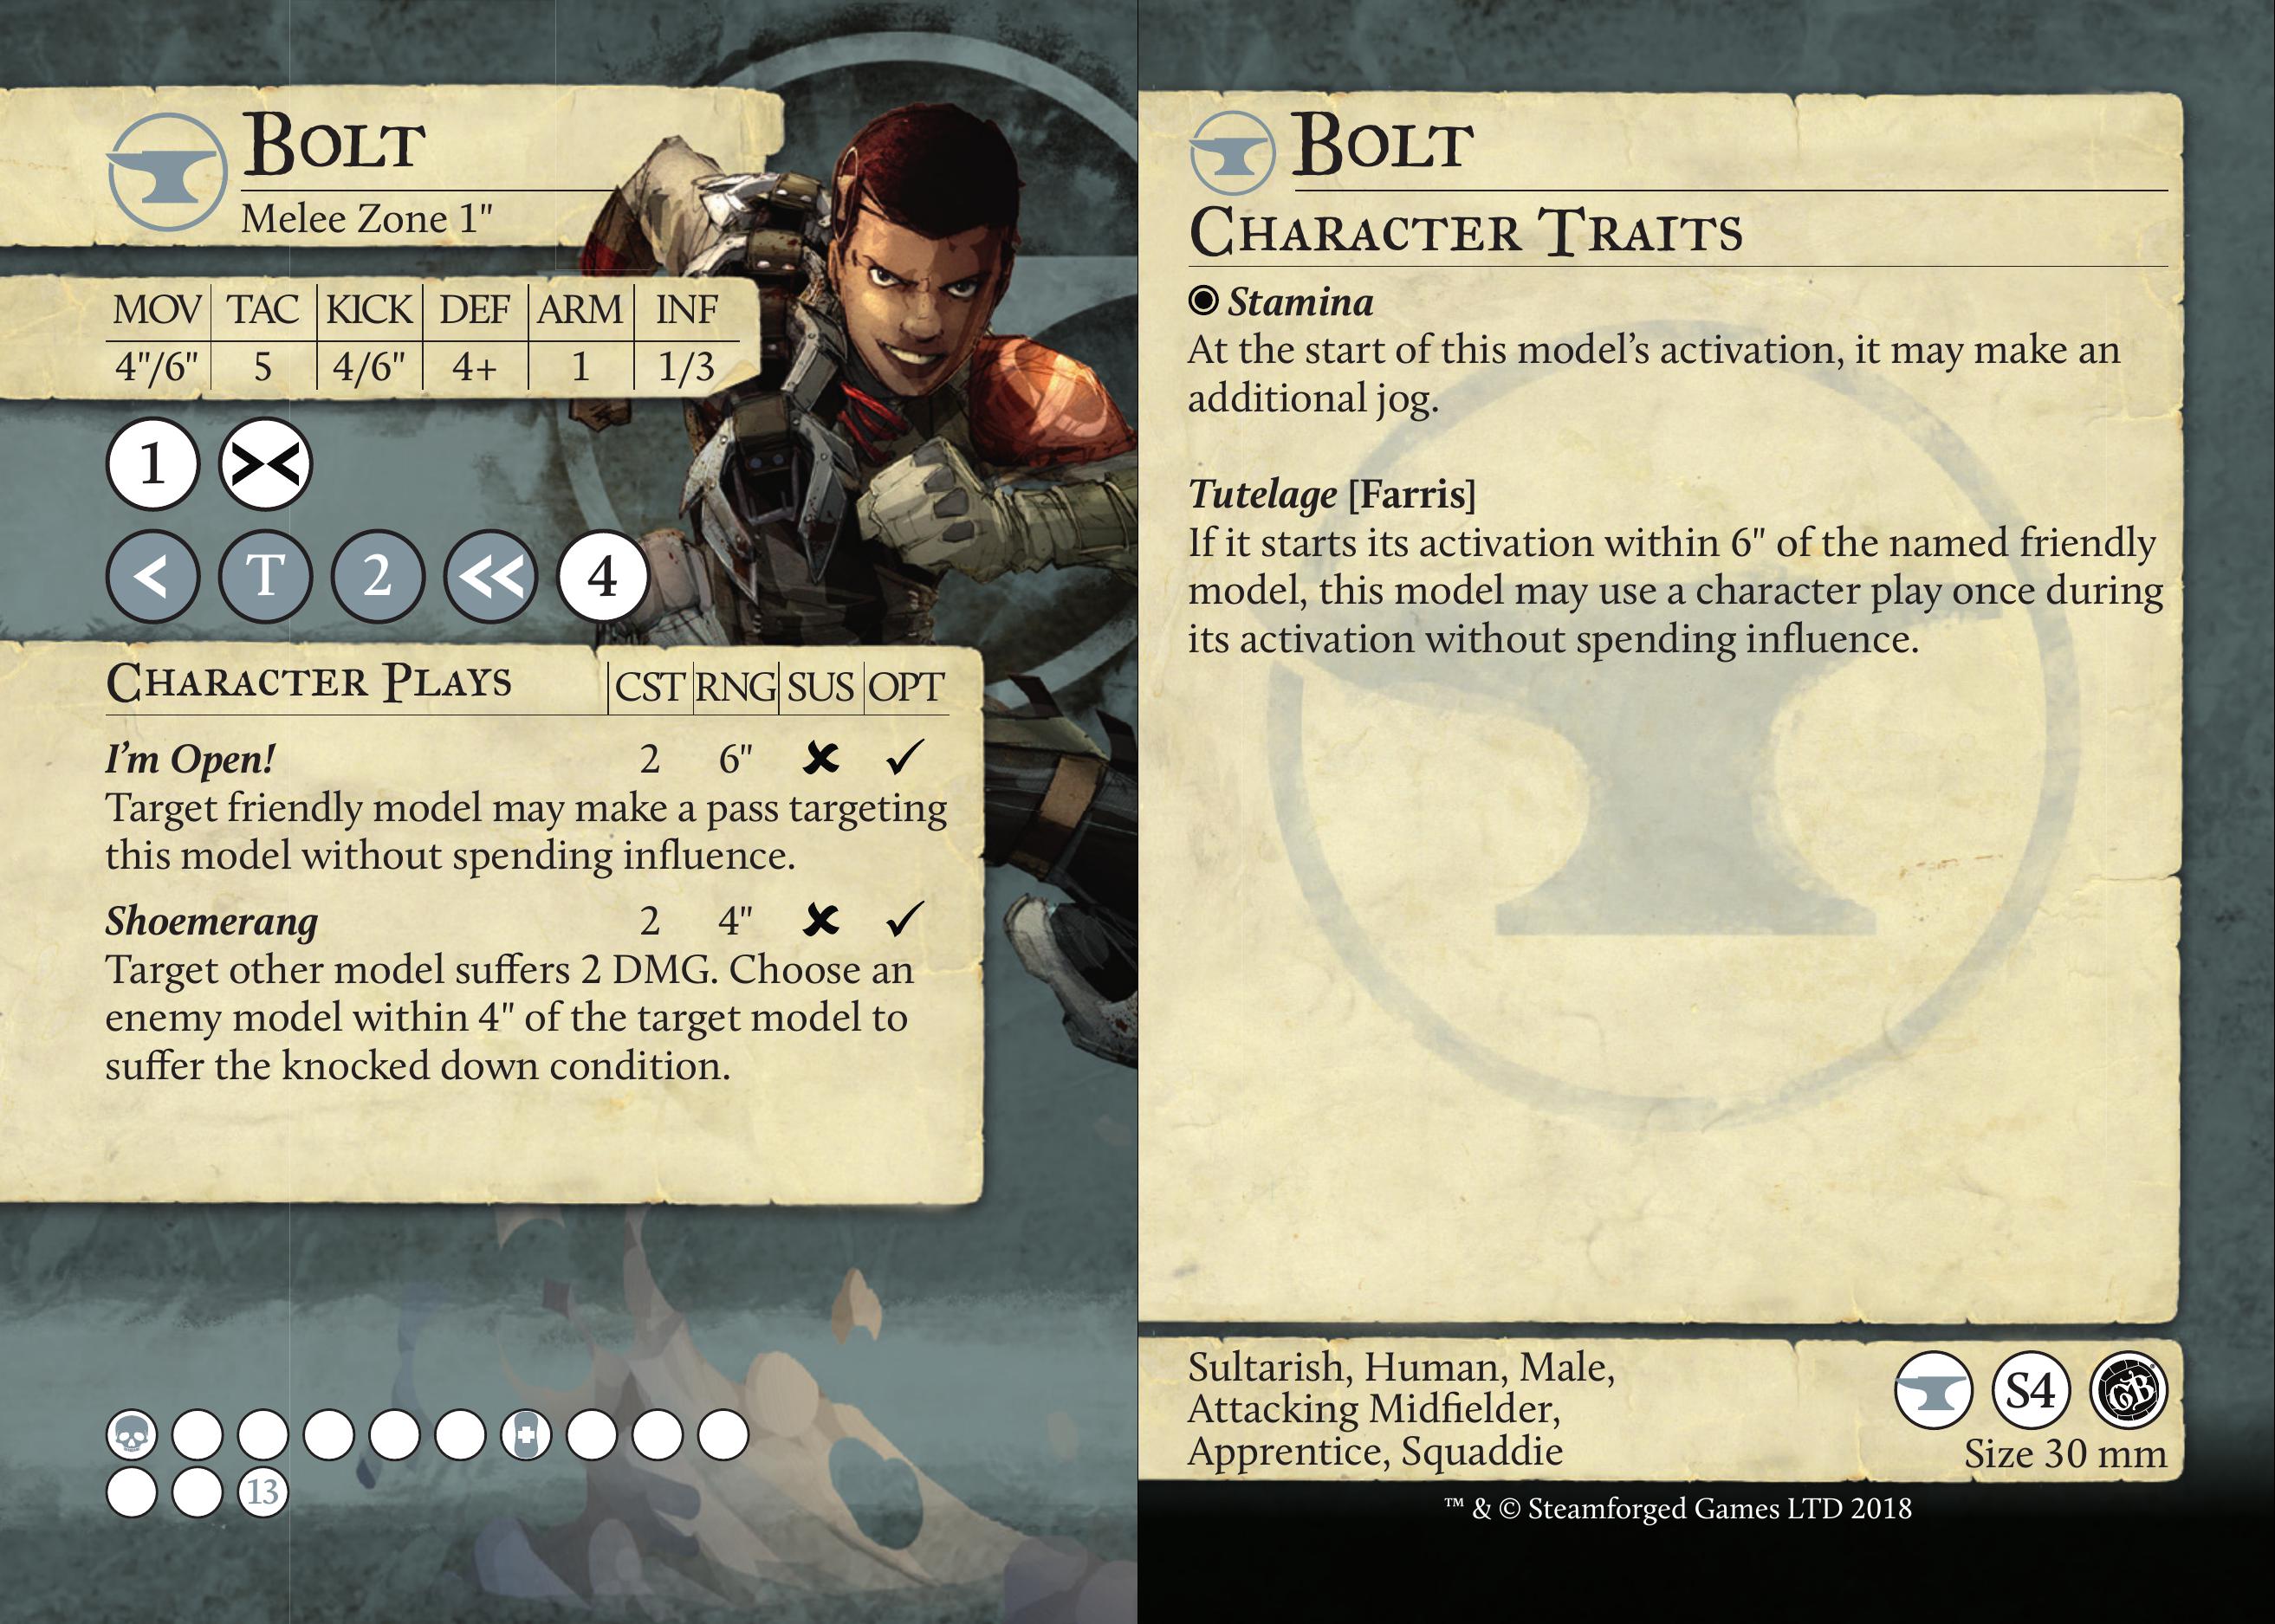 Bolt
Melee Zone 1"
MOV TAC KICK DEF ARM INF
4"/6" 5 4/6" 4+ 1 1/3
1 ><
< T 2 << 4
Character Plays CST RNG SUS OPT
I'm Open! 2 6" ✘ ✓
Target friendly model may make a pass targeting
this model without spending influence.
Shoemerang 2 4" ✘ ✓
Target other model suffers 2 DMG. Choose an
enemy model within 4" of the target model to
suffer the knocked down condition.
13
Bolt
Character Traits
Stamina
At the start of this model's activation, it may make an
additional jog.
Tutelage [Farris]
If it starts its activation within 6" of the named friendly
model, this model may use a character play once during
its activation without spending influence.
Sultarish, Human, Male,
Attacking Midfielder,
Apprentice, Squaddie
S4 GB
Size 30 mm
™ & © Steamforged Games LTD 2018